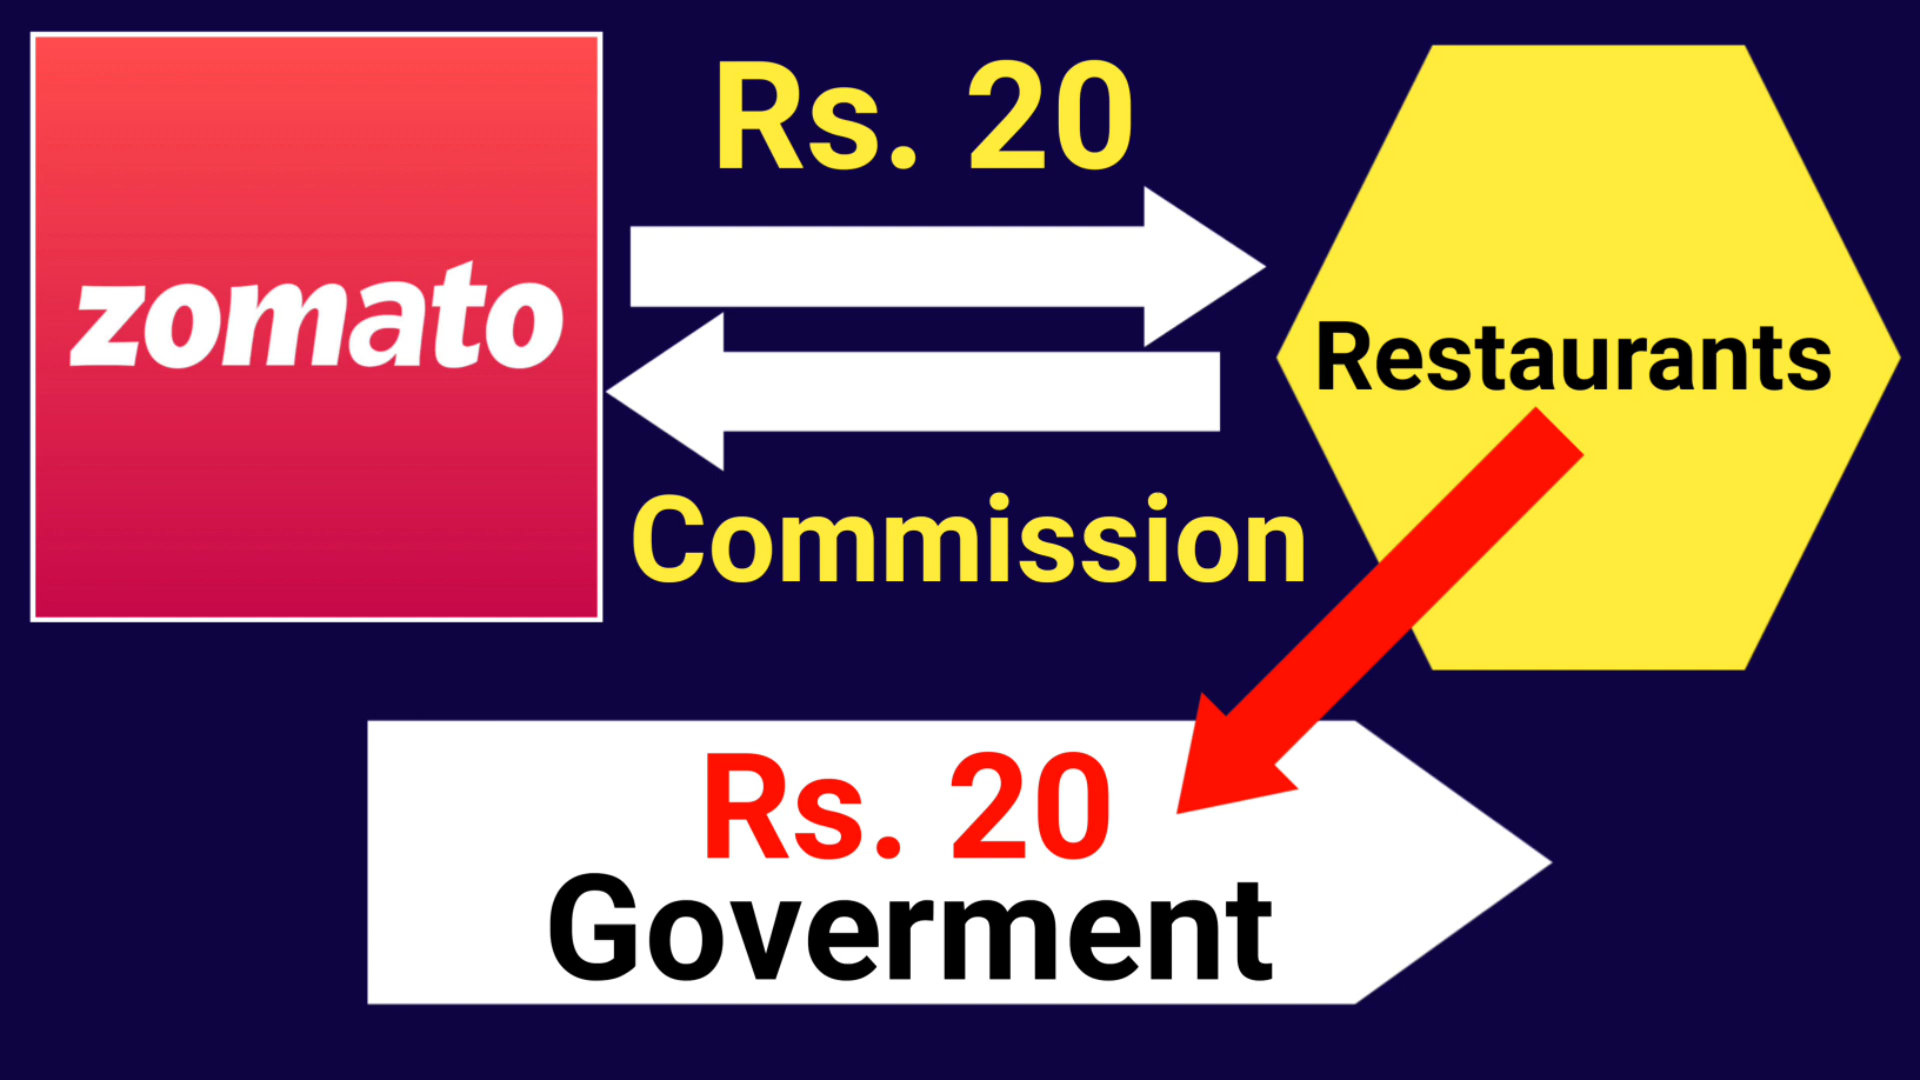 zomato
Rs. 20
Restaurants
Commission
Rs. 20
Goverment